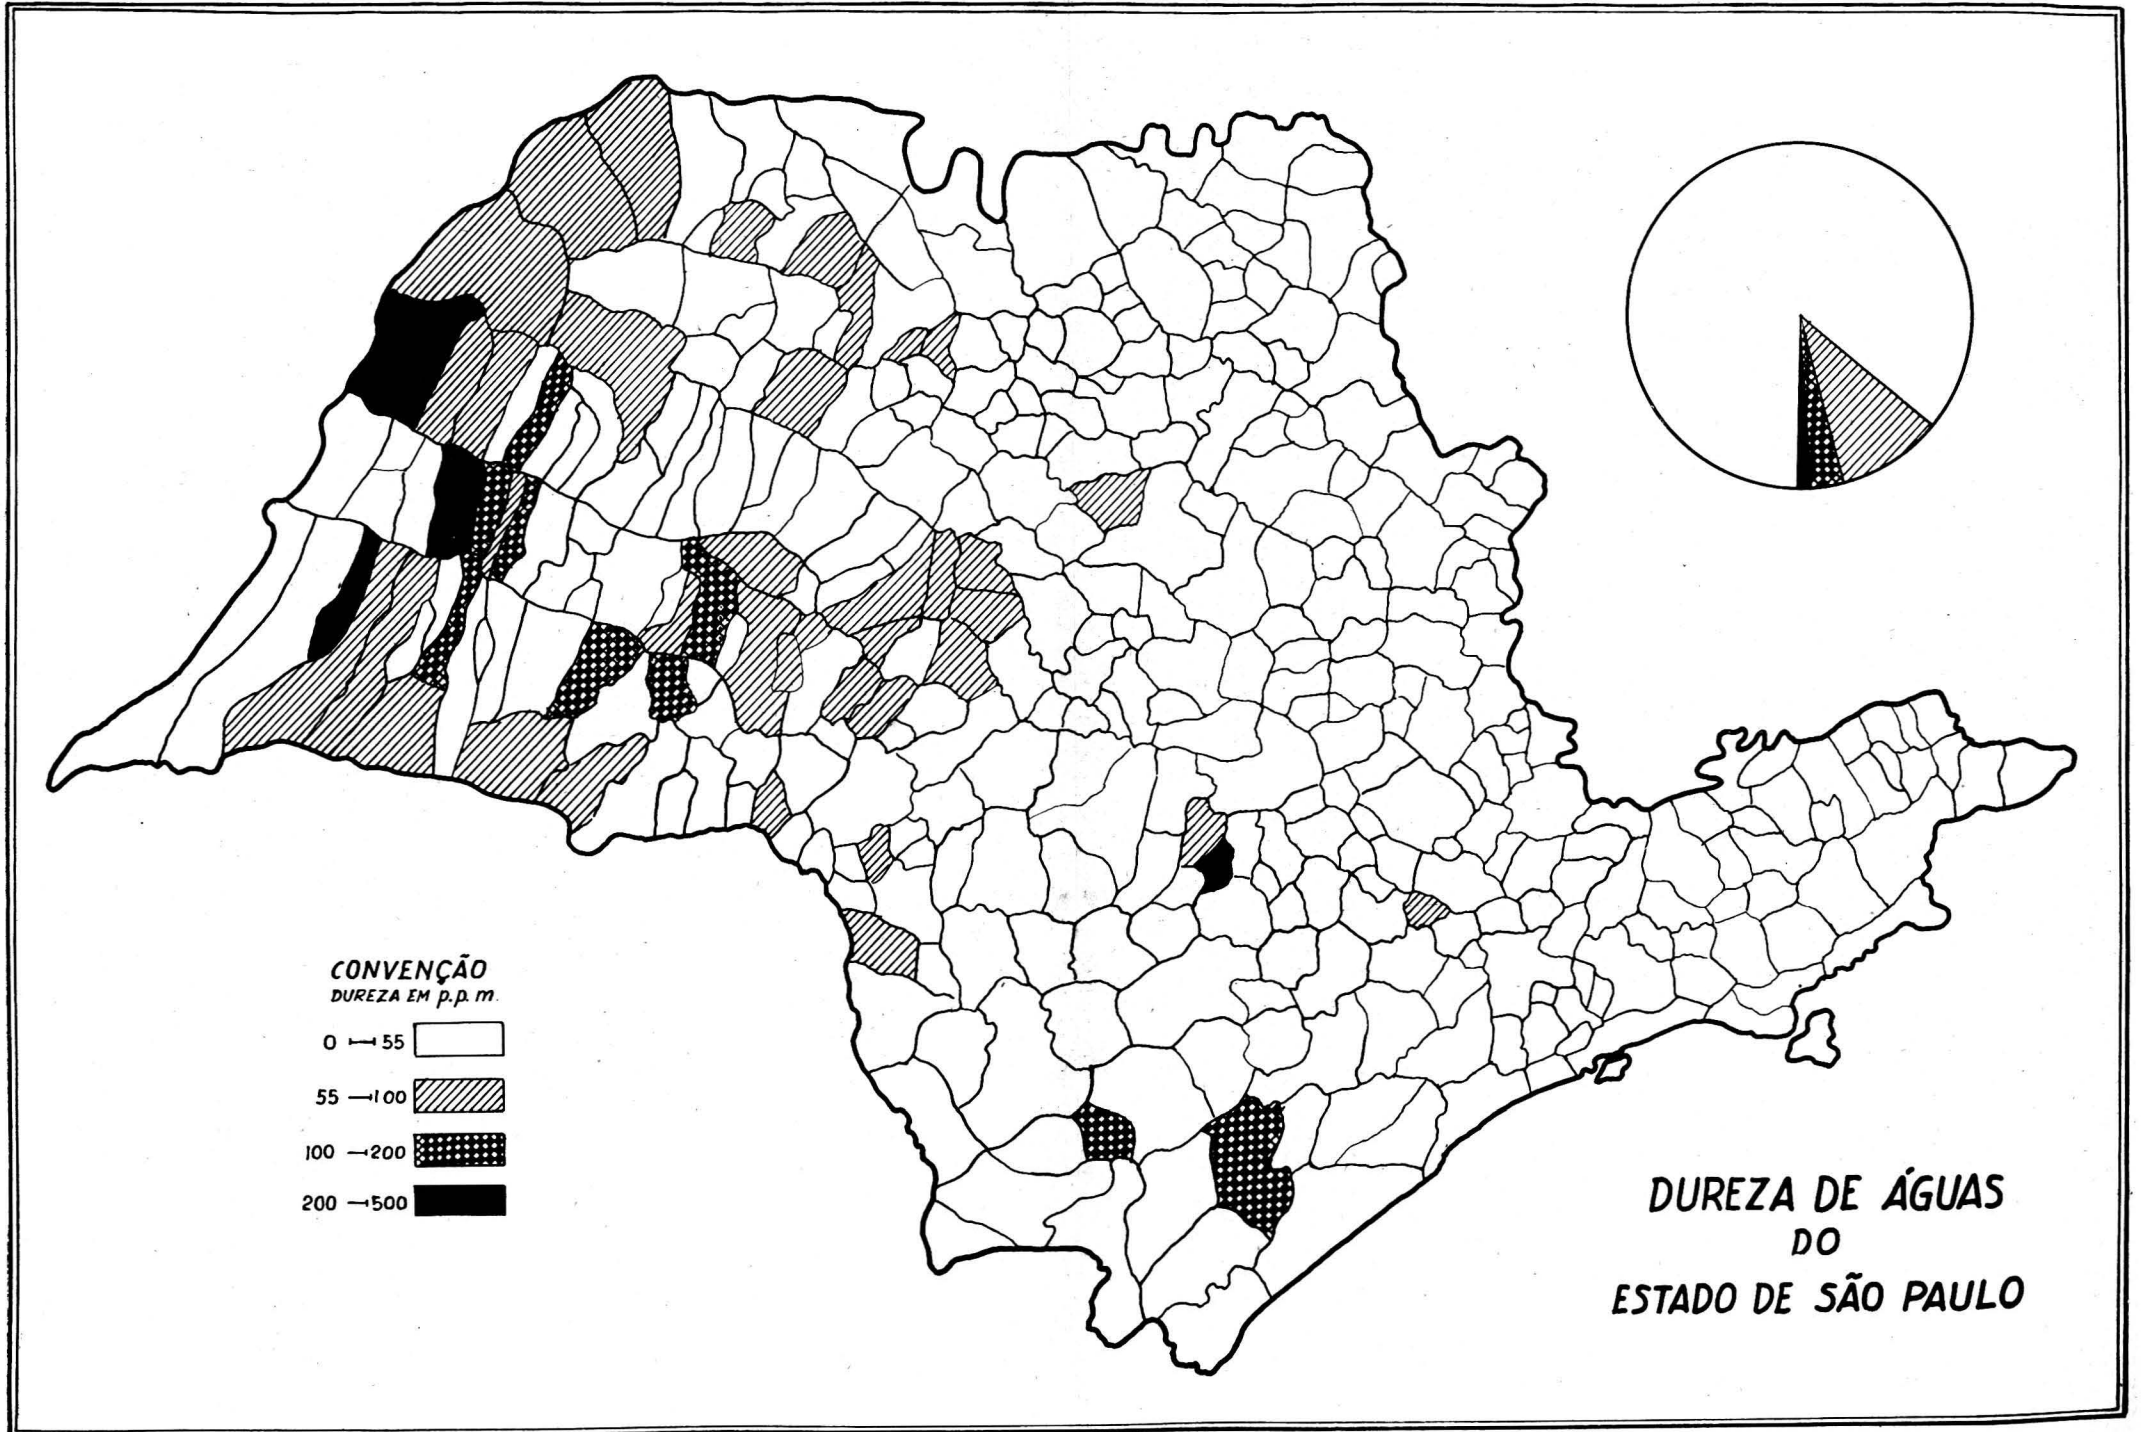 CONVENÇÃO
DUREZA EM p.p.m.
0 ⊢⊣ 55
55 ⊣ 100
100 ⊣ 200
200 ⊣ 500
DUREZA DE ÁGUAS
DO
ESTADO DE SÃO PAULO